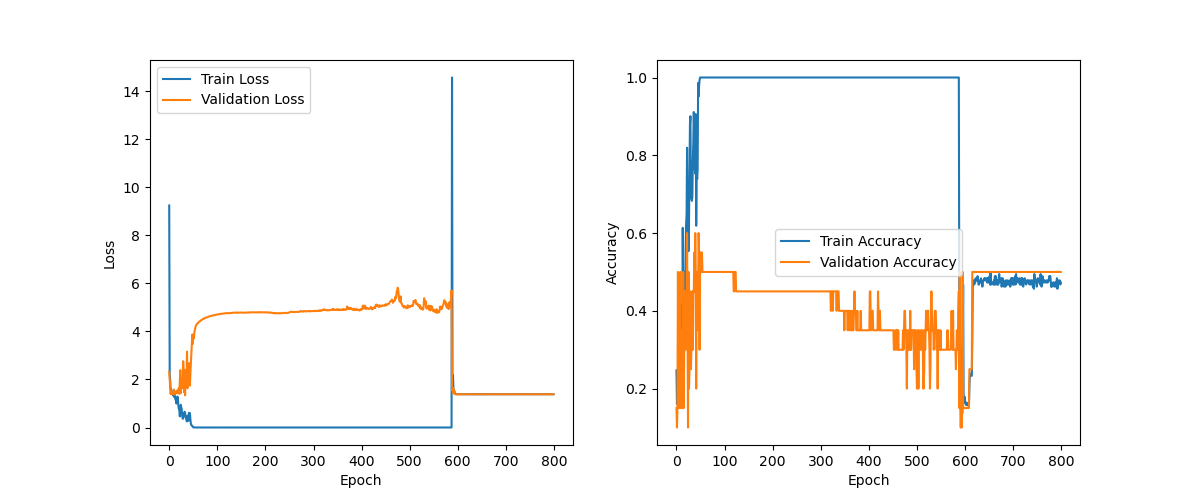 Train Loss
Validation Loss
14
12
10
8
6
4
2
0
Loss
0 100 200 300 400 500 600 700 800
Epoch
Train Accuracy
Validation Accuracy
1.0
0.8
0.6
0.4
0.2
Accuracy
0 100 200 300 400 500 600 700 800
Epoch